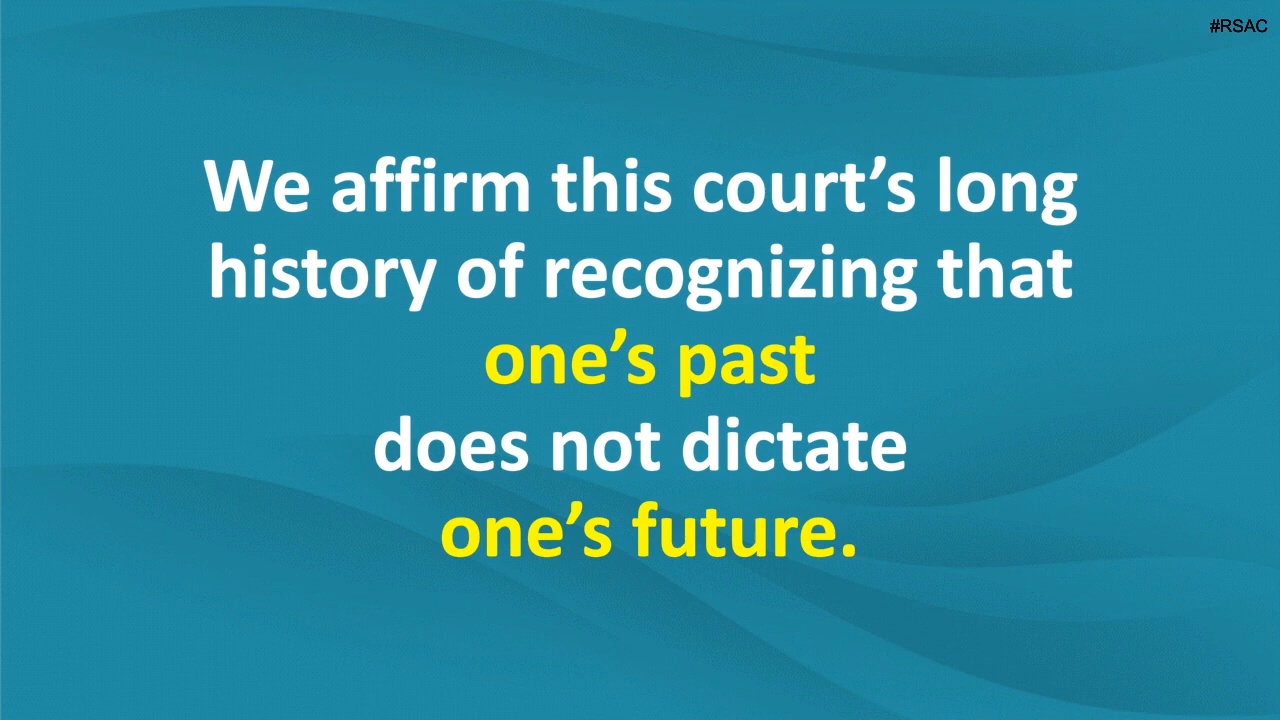 #RSAC
We affirm this court’s long
history of recognizing that
one’s past
does not dictate
one’s future.